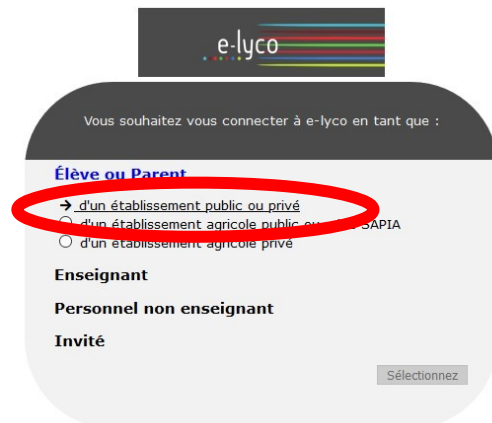 e-lyco
Vous souhaitez vous connecter à e-lyco en tant que :
Élève ou Parent
→ d'un établissement public ou privé
d'un établissement agricole public ou SAPIA
d'un établissement agricole privé
Enseignant
Personnel non enseignant
Invité
Sélectionnez